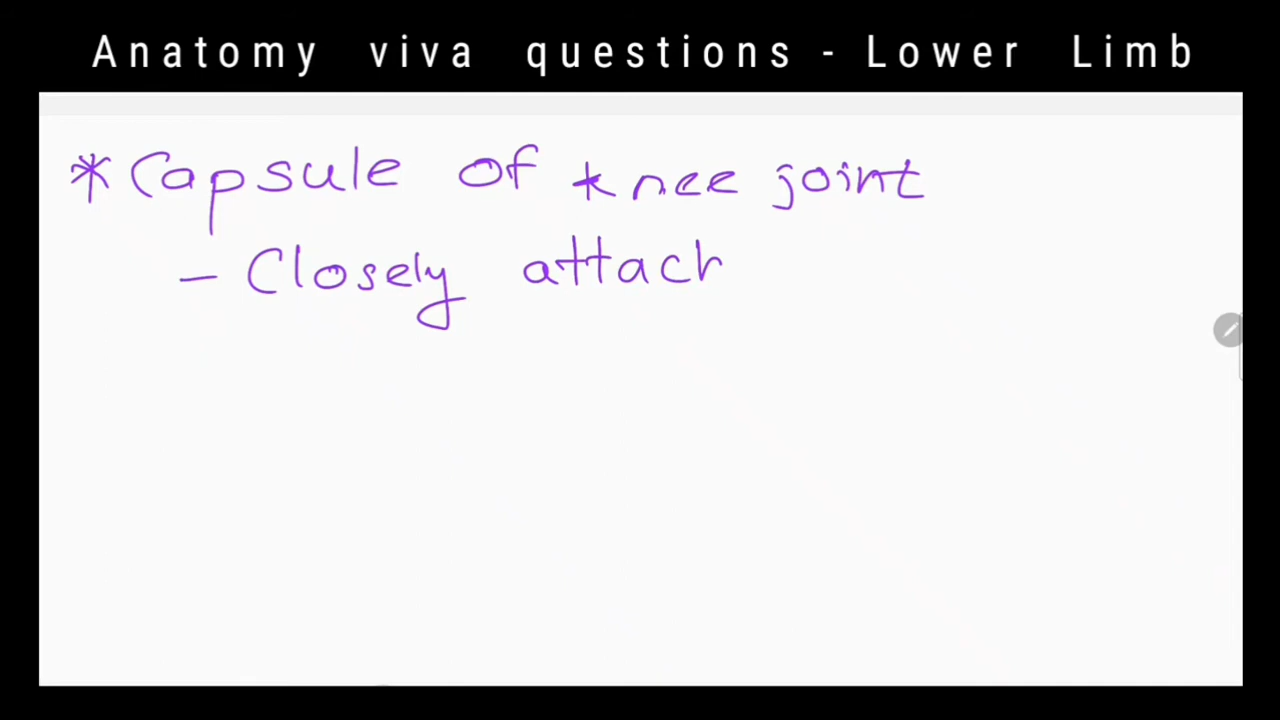 Anatomy viva questions - Lower Limb
* Capsule of knee joint
- Closely attach